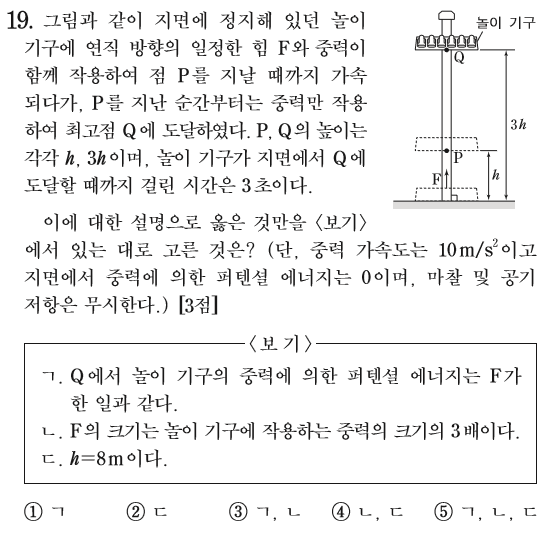 19. 그림과 같이 지면에 정지해 있던 놀이
기구에 연직 방향의 일정한 힘 F와 중력이
함께 작용하여 점 P를 지날 때까지 가속
되다가, P를 지난 순간부터는 중력만 작용
하여 최고점 Q에 도달하였다. P, Q의 높이는
각각 h, 3h이며, 놀이 기구가 지면에서 Q에
도달할 때까지 걸린 시간은 3초이다.
놀이 기구
Q
3h
P
h
F
이에 대한 설명으로 옳은 것만을 〈보기〉
에서 있는 대로 고른 것은? (단, 중력 가속도는 10m/s²이고
지면에서 중력에 의한 퍼텐셜 에너지는 0이며, 마찰 및 공기
저항은 무시한다.) [3점]
〈보 기〉
ㄱ. Q에서 놀이 기구의 중력에 의한 퍼텐셜 에너지는 F가
한 일과 같다.
ㄴ. F의 크기는 놀이 기구에 작용하는 중력의 크기의 3배이다.
ㄷ. h=8m이다.
① ㄱ ② ㄷ ③ ㄱ, ㄴ ④ ㄴ, ㄷ ⑤ ㄱ, ㄴ, ㄷ